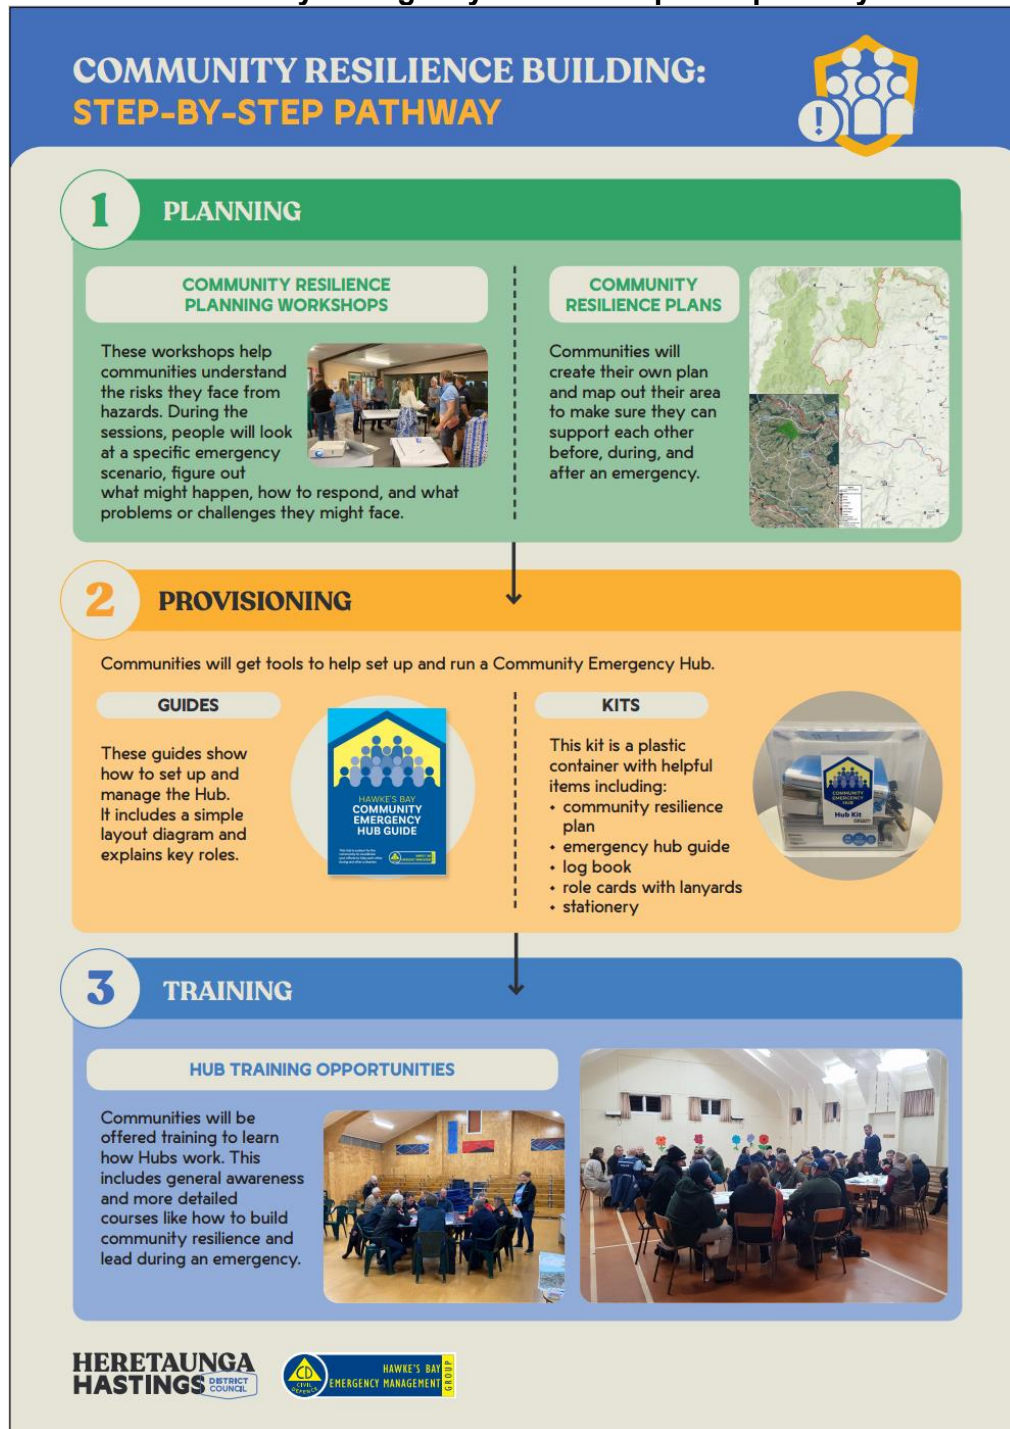 COMMUNITY RESILIENCE BUILDING:
STEP-BY-STEP PATHWAY
1
PLANNING
COMMUNITY RESILIENCE
PLANNING WORKSHOPS
These workshops help
communities understand
the risks they face from
hazards. During the
sessions, people will look
at a specific emergency
scenario, figure out
what might happen, how to respond, and what
problems or challenges they might face.
COMMUNITY
RESILIENCE PLANS
Communities will
create their own plan
and map out their area
to make sure they can
support each other
before, during, and
after an emergency.
2
PROVISIONING
Communities will get tools to help set up and run a Community Emergency Hub.
GUIDES
These guides show
how to set up and
manage the Hub.
It includes a simple
layout diagram and
explains key roles.
HAWKE'S BAY
COMMUNITY
EMERGENCY
HUB GUIDE
KITS
This kit is a plastic
container with helpful
items including:
• community resilience
plan
• emergency hub guide
• log book
• role cards with lanyards
• stationery
COMMUNITY
EMERGENCY
HUB
Hub Kit
3
TRAINING
HUB TRAINING OPPORTUNITIES
Communities will be
offered training to learn
how Hubs work. This
includes general awareness
and more detailed
courses like how to build
community resilience and
lead during an emergency.
HERETAUNGA
HASTINGS DISTRICT
COUNCIL
CD
CIVIL
DEFENCE
HAWKE'S BAY
EMERGENCY MANAGEMENT
GROUP